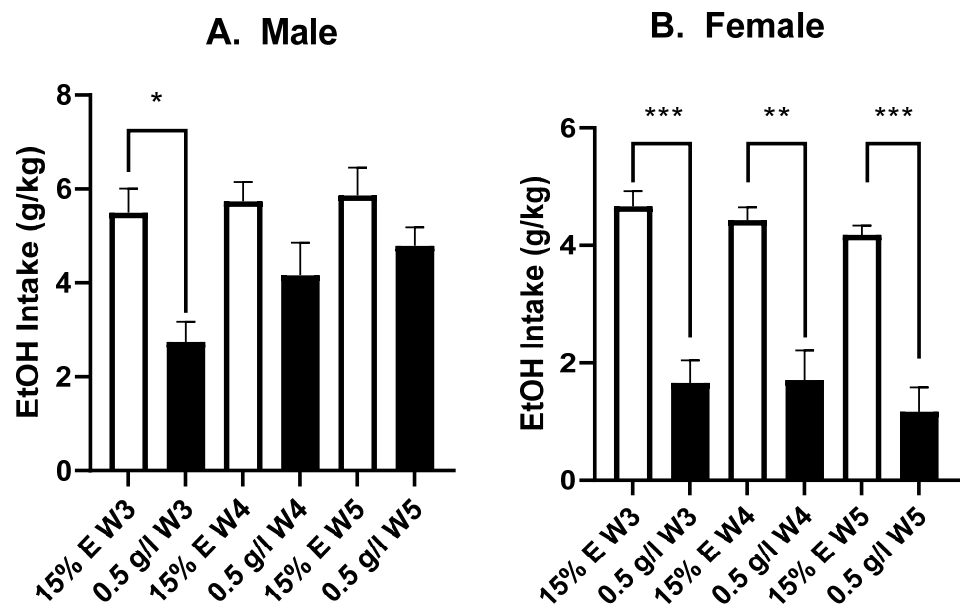 A. Male
EtOH Intake (g/kg)
8
6
4
2
0
*
15% E W3
0.5 g/l W3
15% E W4
0.5 g/l W4
15% E W5
0.5 g/l W5
B. Female
EtOH Intake (g/kg)
6
4
2
0
***
**
***
15% E W3
0.5 g/l W3
15% E W4
0.5 g/l W4
15% E W5
0.5 g/l W5